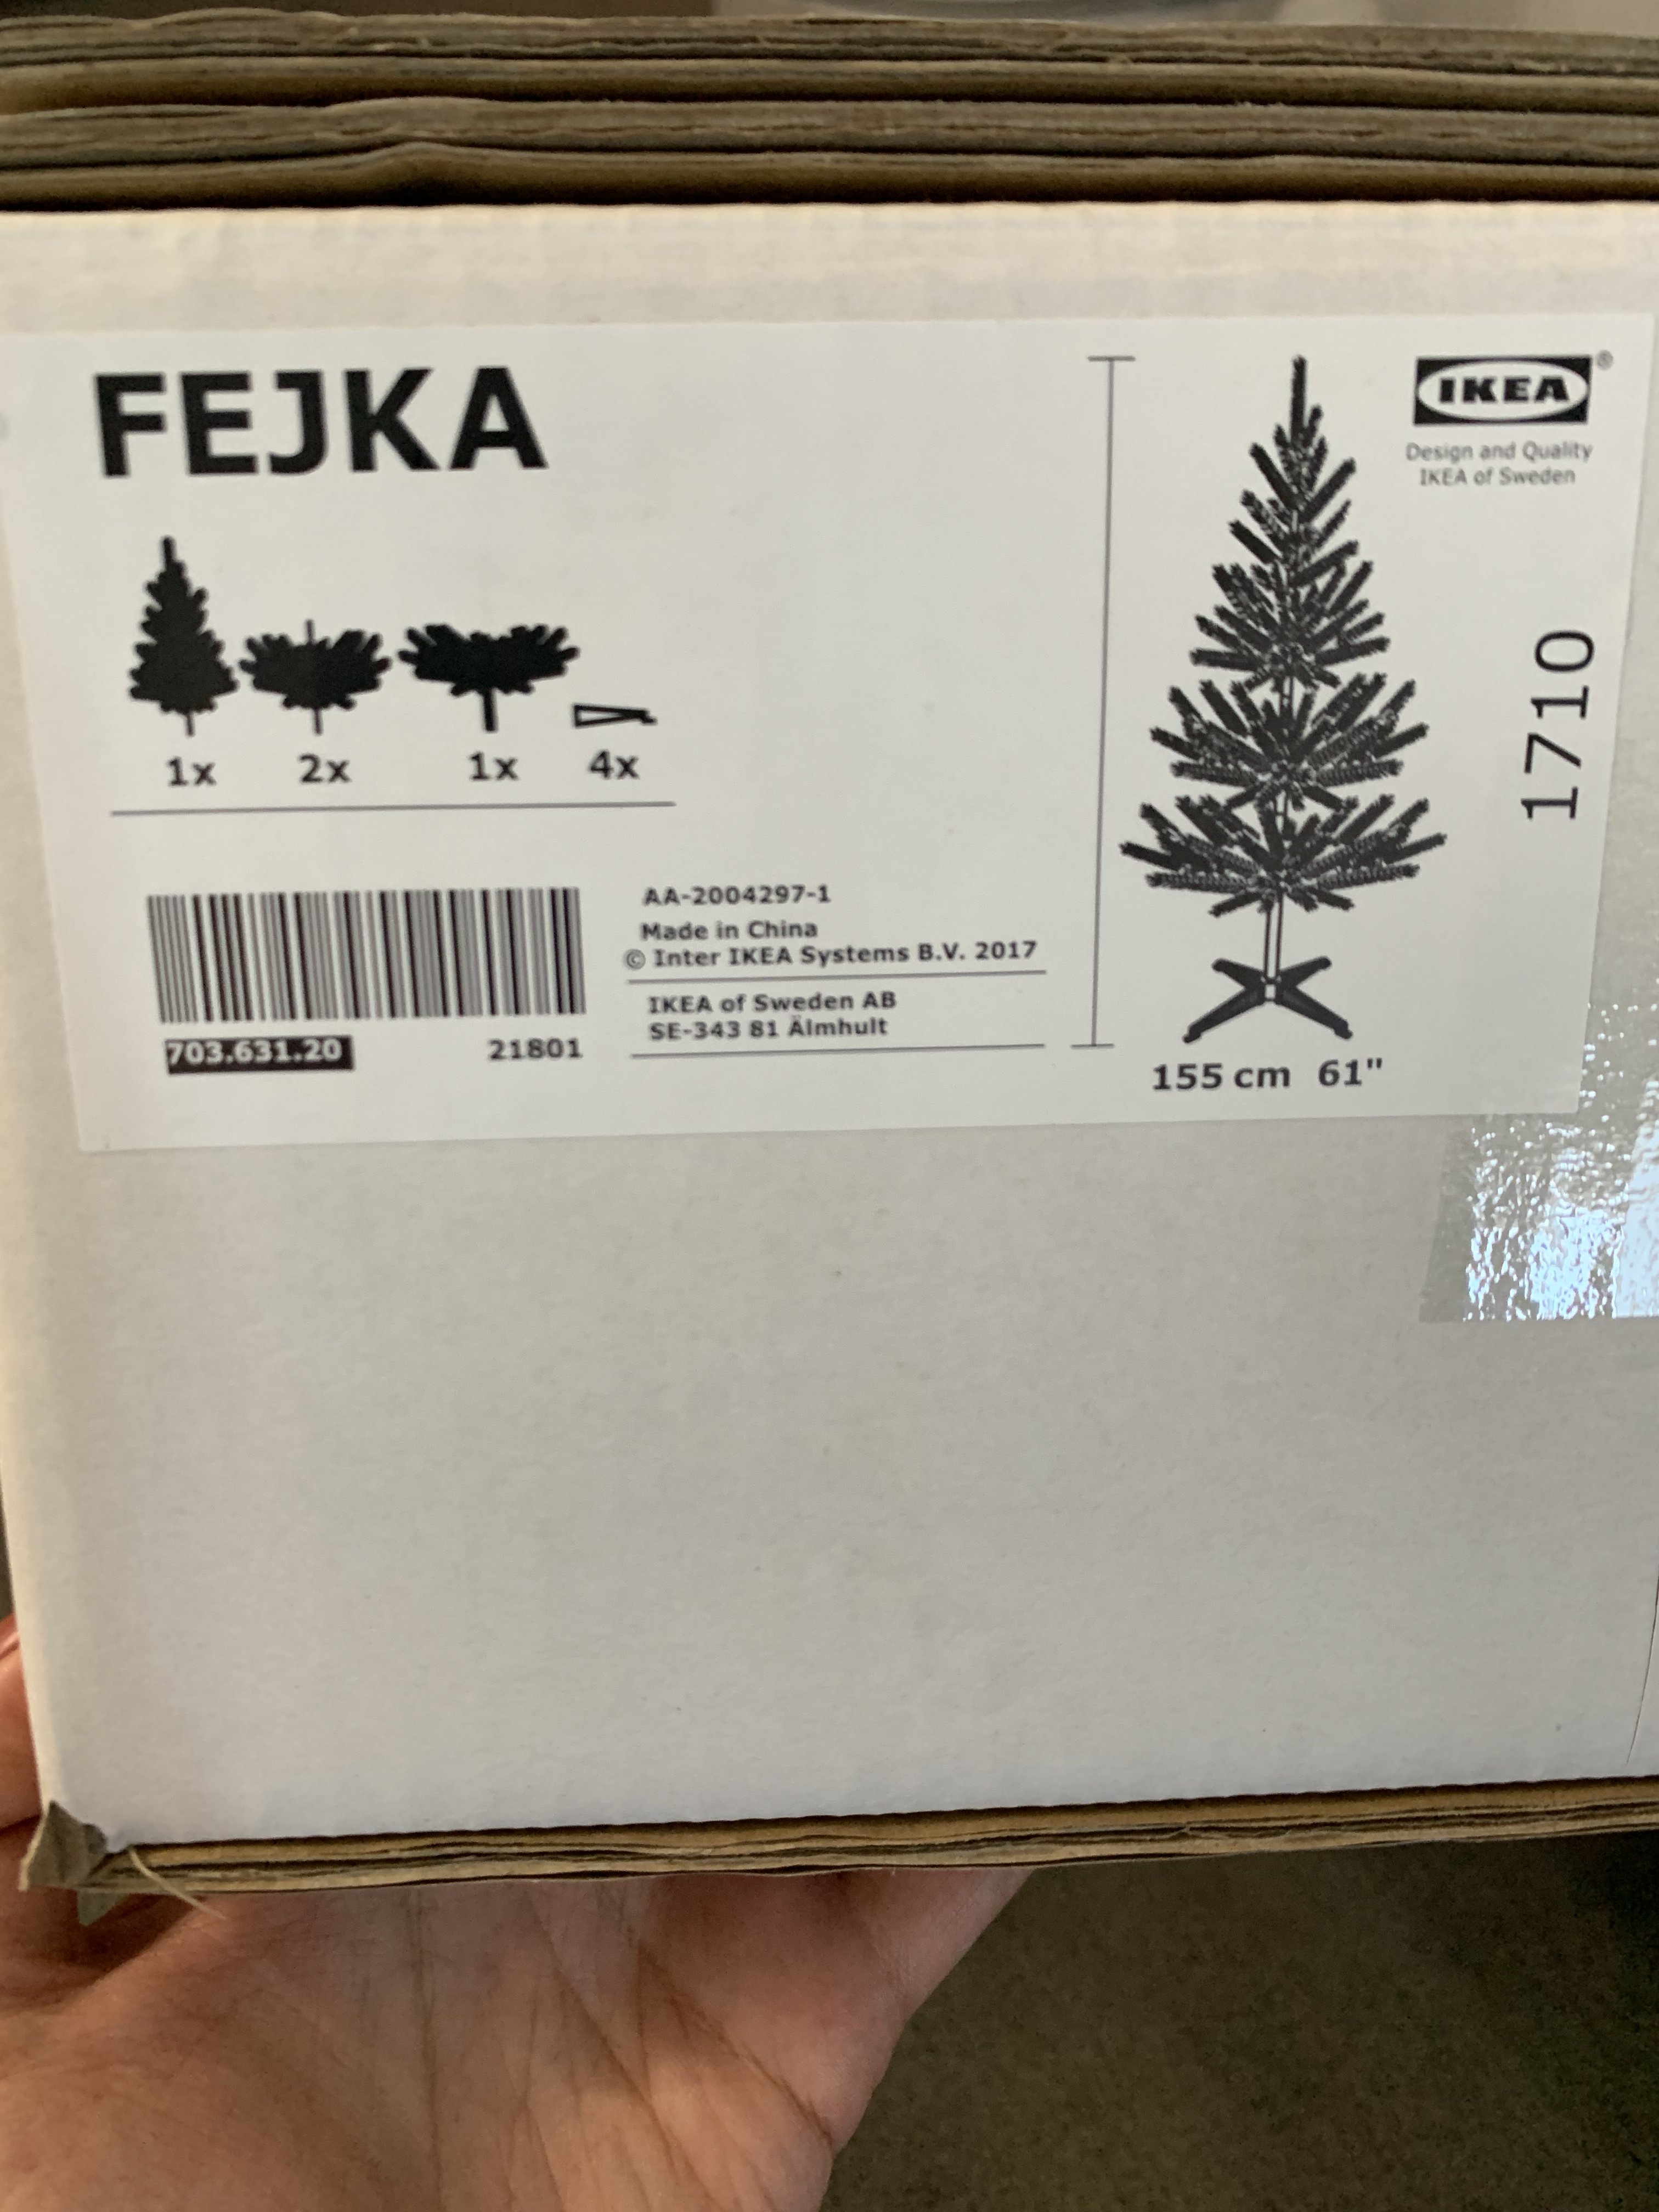 FEJKA
IKEA®
Design and Quality
IKEA of Sweden
1x 2x 1x 4x
1710
AA-2004297-1
Made in China
© Inter IKEA Systems B.V. 2017
IKEA of Sweden AB
SE-343 81 Älmhult
703.631.20 21801
155 cm 61"